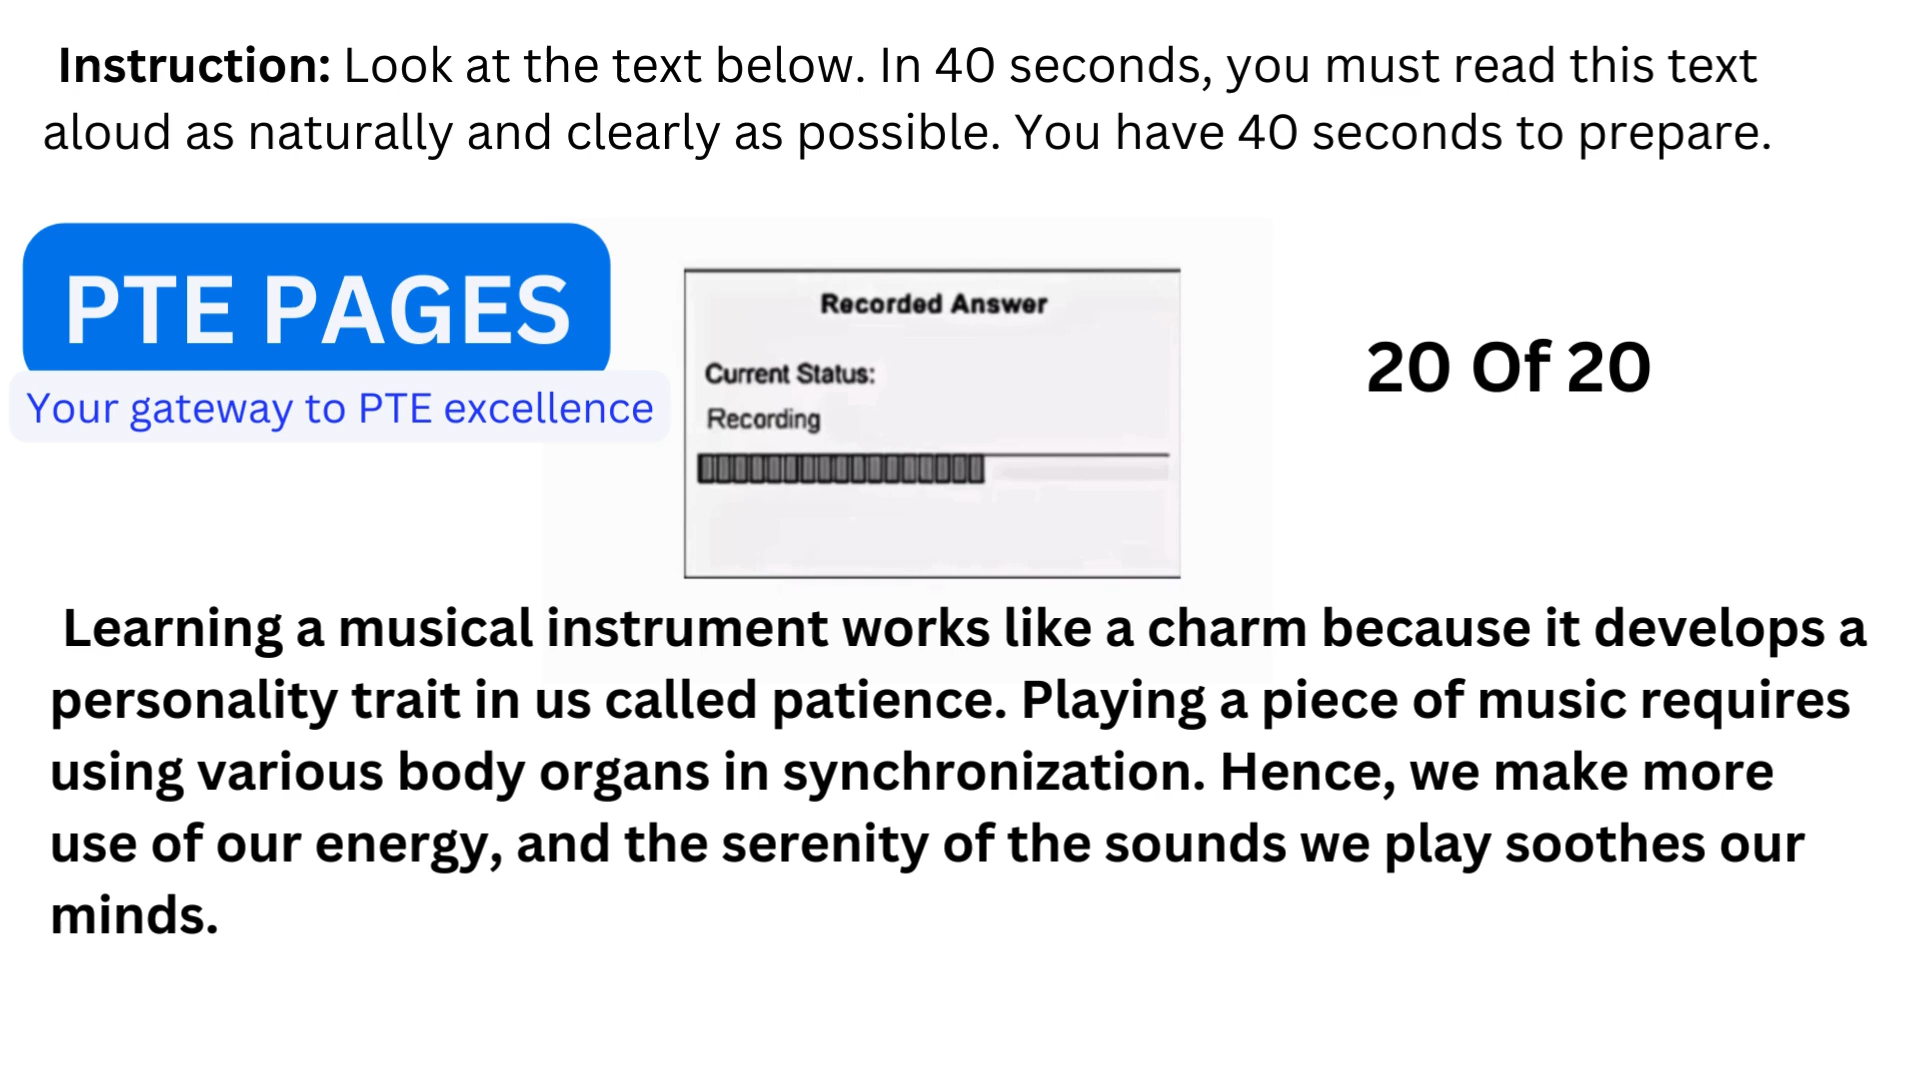 Instruction: Look at the text below. In 40 seconds, you must read this text
aloud as naturally and clearly as possible. You have 40 seconds to prepare.
PTE PAGES
Your gateway to PTE excellence
Recorded Answer
Current Status:
Recording
20 Of 20
Learning a musical instrument works like a charm because it develops a
personality trait in us called patience. Playing a piece of music requires
using various body organs in synchronization. Hence, we make more
use of our energy, and the serenity of the sounds we play soothes our
minds.